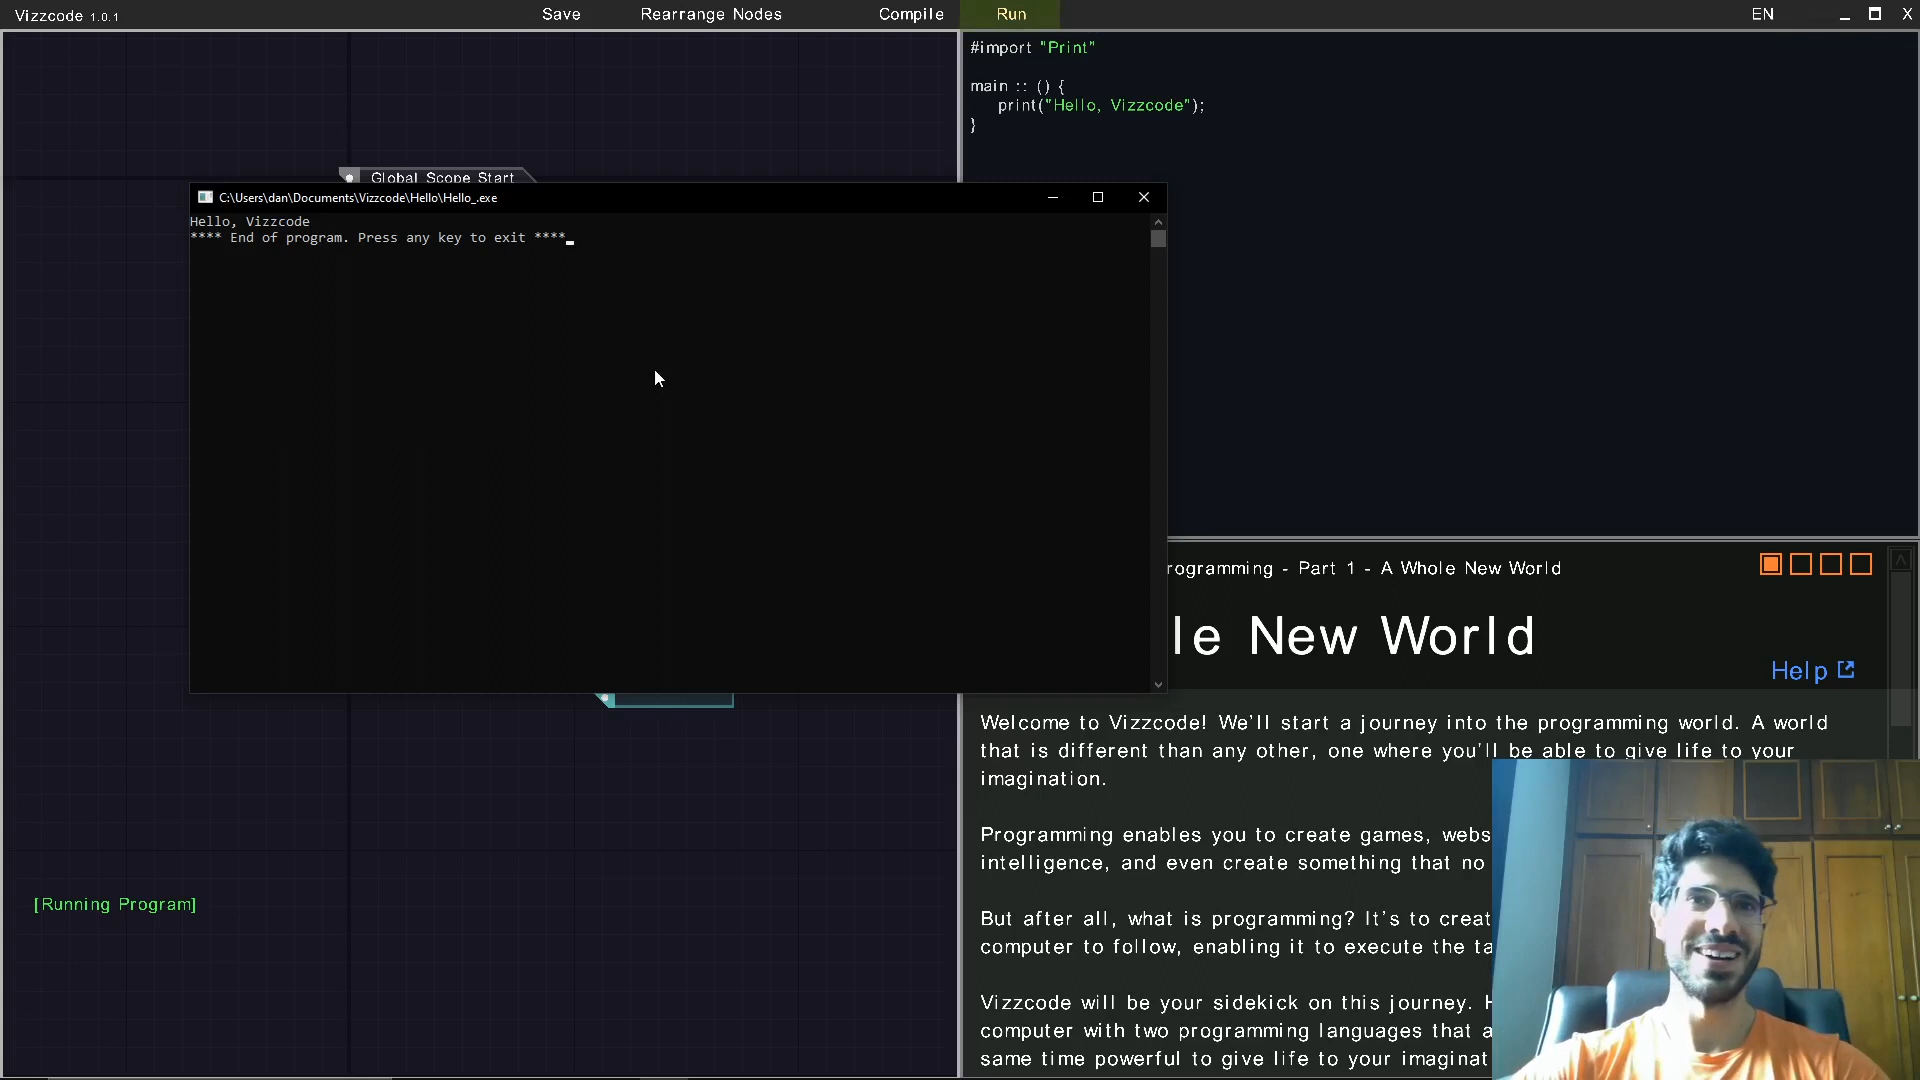 Vizzcode 1.0.1
Save
Rearrange Nodes
Compile
Run
EN
X
#import "Print"
main :: () {
print("Hello, Vizzcode");
}
Global Scope Start
C:\Users\dan\Documents\Vizzcode\Hello\Hello_.exe
Hello, Vizzcode
**** End of program. Press any key to exit ****
[Running Program]
rogramming - Part 1 - A Whole New World
le New World
Help
Welcome to Vizzcode! We'll start a journey into the programming world. A world
that is different than any other, one where you'll be able to give life to your
imagination.
Programming enables you to create games, webs
intelligence, and even create something that no
But after all, what is programming? It's to creat
computer to follow, enabling it to execute the ta
Vizzcode will be your sidekick on this journey. H
computer with two programming languages that a
same time powerful to give life to your imaginat